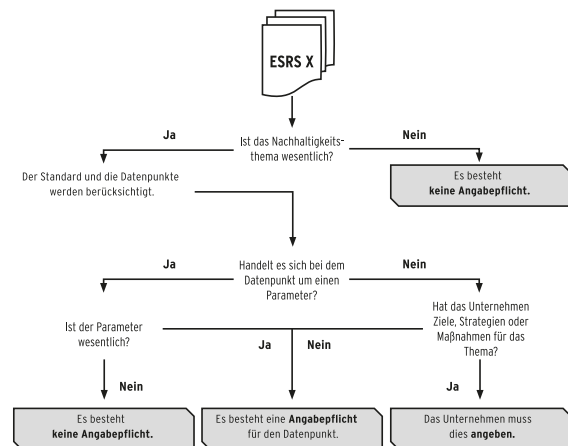 ESRS X
Ja
Ist das Nachhaltigkeits-
thema wesentlich?
Nein
Der Standard und die Datenpunkte
werden berücksichtigt.
Es besteht
keine Angabepflicht.
Ja
Handelt es sich bei dem
Datenpunkt um einen
Parameter?
Nein
Ist der Parameter
wesentlich?
Hat das Unternehmen
Ziele, Strategien oder
Maßnahmen für das
Thema?
Ja
Nein
Nein
Ja
Es besteht
keine Angabepflicht.
Es besteht eine Angabepflicht
für den Datenpunkt.
Das Unternehmen muss
dies angeben.